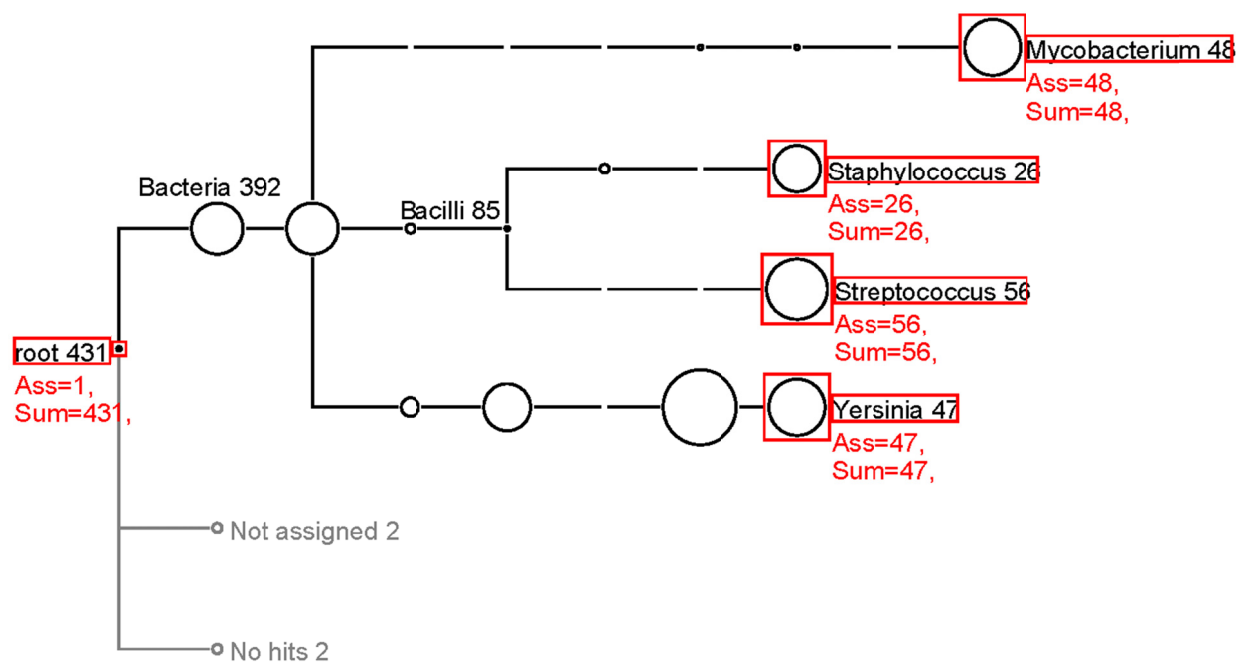 Mycobacterium 48
Ass=48,
Sum=48,
Staphylococcus 26
Ass=26,
Sum=26,
Bacteria 392
Bacilli 85
Streptococcus 56
Ass=56,
Sum=56,
root 431
Ass=1,
Sum=431,
Yersinia 47
Ass=47,
Sum=47,
Not assigned 2
No hits 2